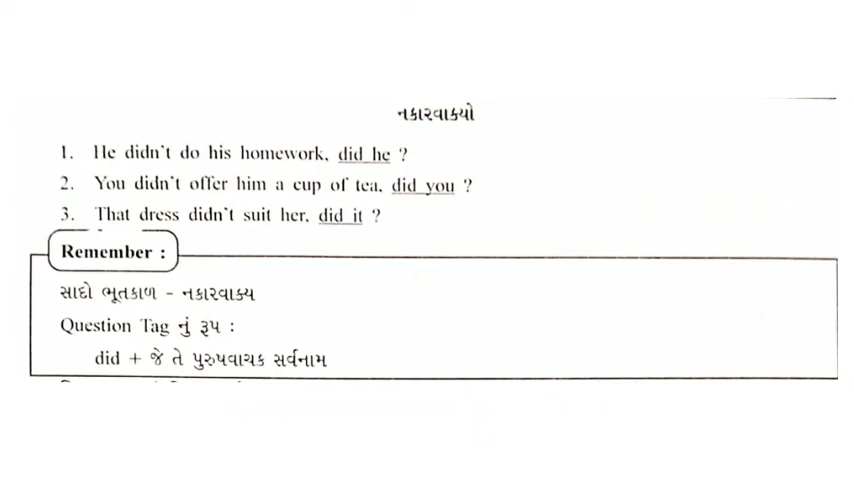 નકારવાક્યો
1. He didn't do his homework, did he ?
2. You didn't offer him a cup of tea, did you ?
3. That dress didn't suit her, did it ?
Remember :
સાદો ભૂતકાળ - નકારવાક્ય
Question Tag નું રૂપ :
did + જે તે પુરુષવાચક સર્વનામ